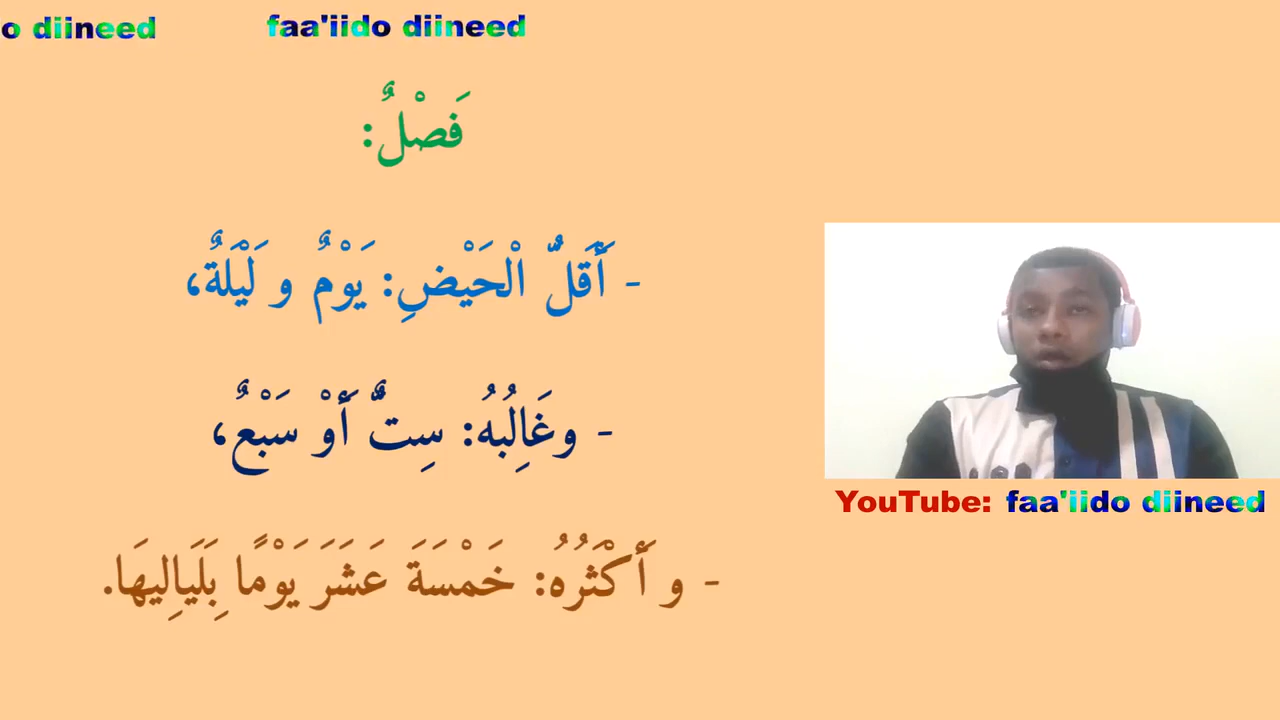 o diineed faa'iido diineed
فَصْلٌ:
- أَقَلُّ الْحَيْضِ: يَوْمٌ و لَيْلَةٌ،
- وغَالِبُهُ: سِتٌّ أَوْ سَبْعٌ،
- و أَكْثَرُهُ: خَمْسَةَ عَشَرَ يَوْمًا بِلَيَالِيهَا.
YouTube: faa'iido diineed